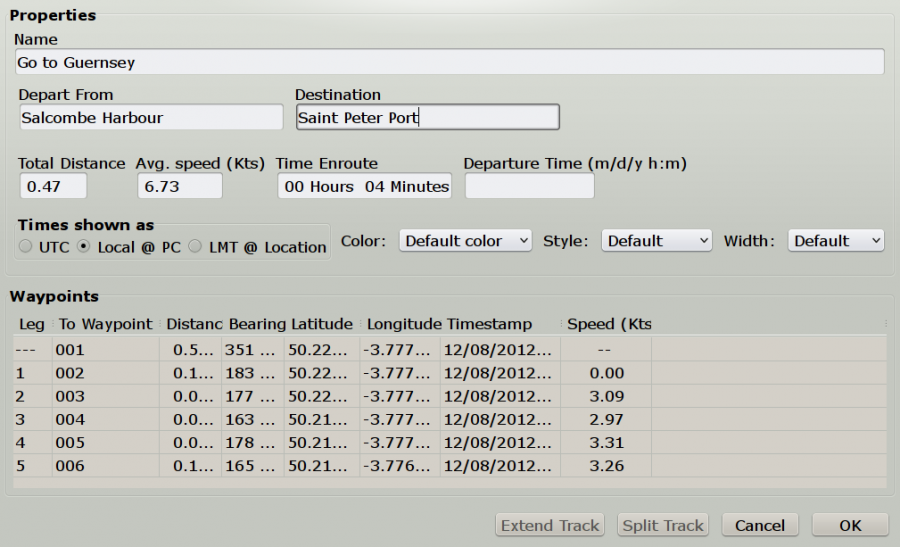 Properties
Name
Go to Guernsey
Depart From Destination
Salcombe Harbour Saint Peter Port
Total Distance Avg. speed (Kts) Time Enroute Departure Time (m/d/y h:m)
0.47 6.73 00 Hours 04 Minutes
Times shown as
UTC Local @ PC LMT @ Location Color: Default color Style: Default Width: Default
Waypoints
Leg To Waypoint Distanc Bearing Latitude Longitude Timestamp Speed (Kts
--- 001 0.5... 351 ... 50.22... -3.777... 12/08/2012... --
1 002 0.1... 183 ... 50.22... -3.777... 12/08/2012... 0.00
2 003 0.0... 177 ... 50.22... -3.777... 12/08/2012... 3.09
3 004 0.0... 163 ... 50.21... -3.777... 12/08/2012... 2.97
4 005 0.0... 178 ... 50.21... -3.777... 12/08/2012... 3.31
5 006 0.1... 165 ... 50.21... -3.776... 12/08/2012... 3.26
Extend Track Split Track Cancel OK